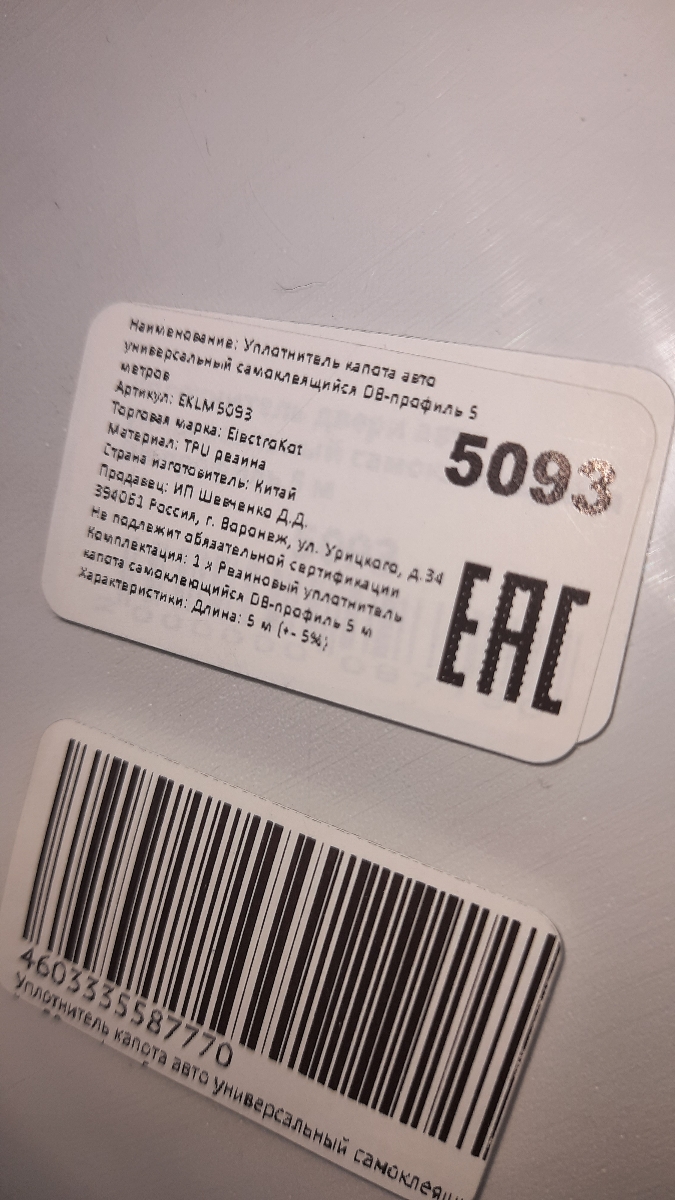 Наименование: Уплотнитель капота авто
универсальный самоклеящийся D8-профиль 5
метров
Артикул: EKLM5093
Торговая марка: ElectroKot
Материал: TPU резина
Страна изготовитель: Китай
Продавец: ИП Шевченко Д.Д.
394061 Россия, г. Воронеж, ул. Урицкого, д.34
Не подлежит обязательной сертификации
Комплектация: 1 x Резиновый уплотнитель
капота самоклеющийся D8-профиль 5 м
Характеристики: Длина: 5 м (+- 5%)
5093
EAC
4603335587770
Уплотнитель капота авто универсальный самоклеящи